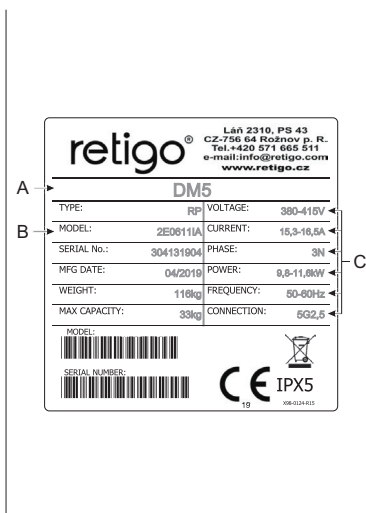 retigo®
Láň 2310, PS 43
CZ-756 64 Rožnov p. R.
Tel.+420 571 665 511
e-mail:info@retigo.com
www.retigo.cz
A
DM5
TYPE: RP VOLTAGE: 380-415V
B MODEL: 2E0611IA CURRENT: 15,3-16,5A
SERIAL No.: 304131904 PHASE: 3N
C
MFG DATE: 04/2019 POWER: 9,8-11,6kW
WEIGHT: 116kg FREQUENCY: 50-60Hz
MAX CAPACITY: 33kg CONNECTION: 5G2,5
MODEL:
SERIAL NUMBER:
CE IPX5
19
X98-0124-R15